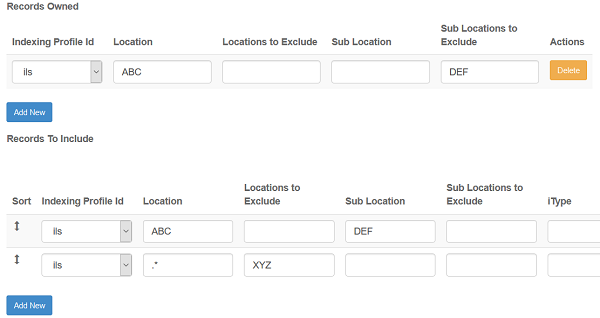 Records Owned
Indexing Profile Id Location Locations to Exclude Sub Location Sub Locations to Exclude Actions
ils ABC DEF Delete
Add New
Records To Include
Sort Indexing Profile Id Location Locations to Exclude Sub Location Sub Locations to Exclude iType
ils ABC DEF
ils .* XYZ
Add New